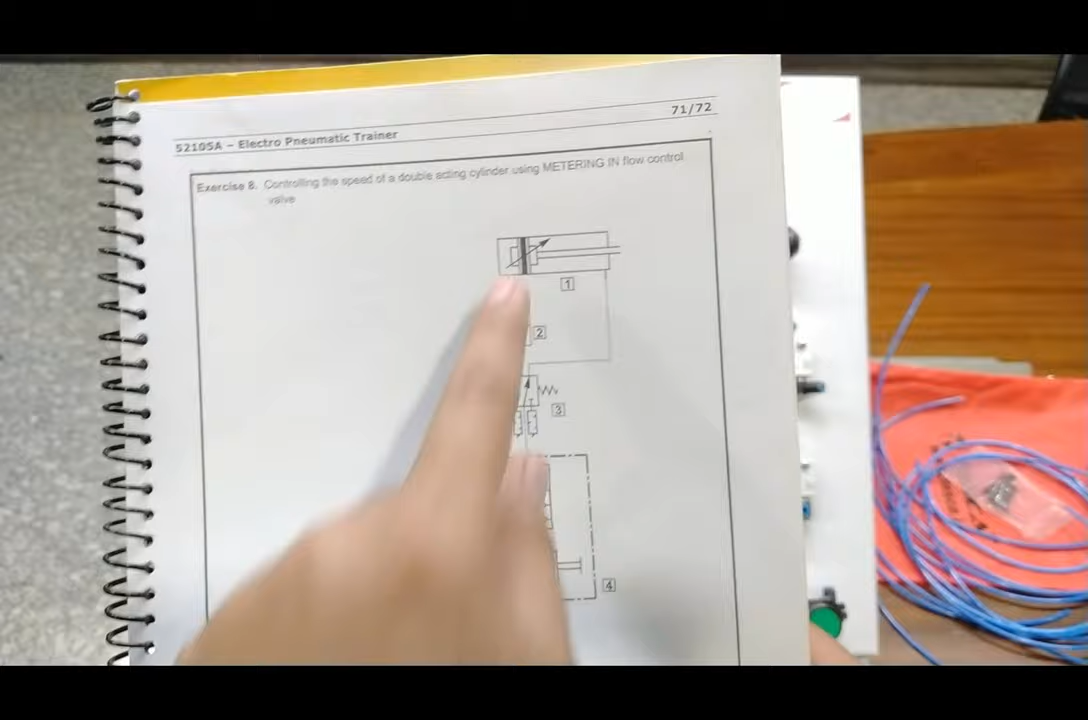 71/72
52105A – Electro Pneumatic Trainer
Exercise 8. Controlling the speed of a double acting cylinder using METERING IN flow control
valve
1
2
3
4